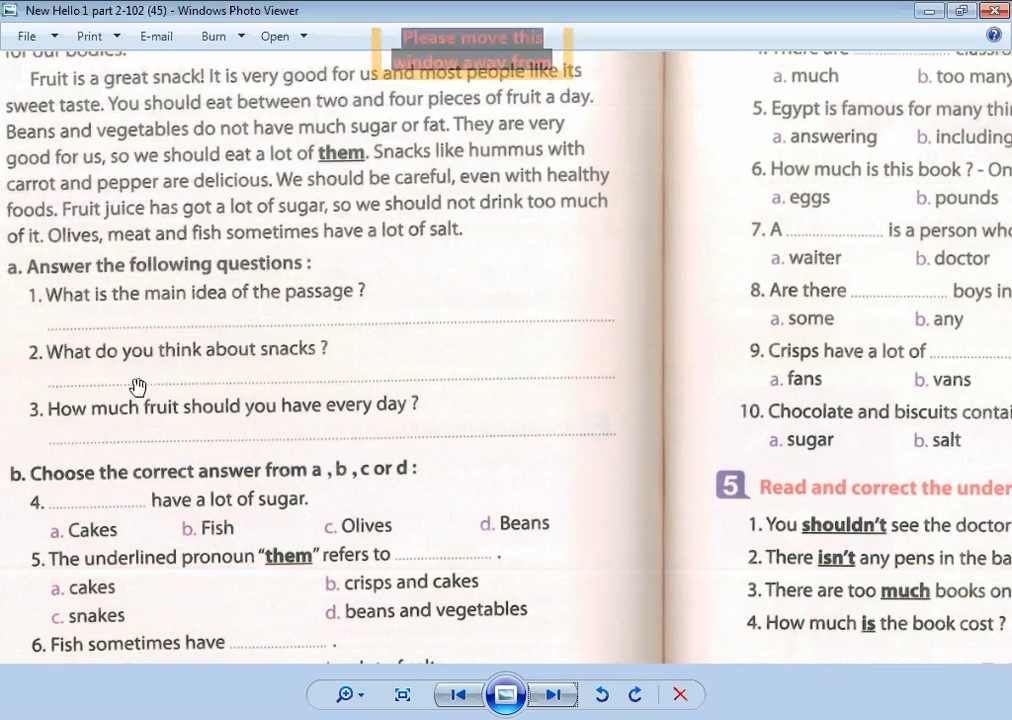 New Hello 1 part 2-102 (45) - Windows Photo Viewer
File Print E-mail Burn Open
Please move this
window away from
for our bodies.
Fruit is a great snack! It is very good for us and most people like its
sweet taste. You should eat between two and four pieces of fruit a day.
Beans and vegetables do not have much sugar or fat. They are very
good for us, so we should eat a lot of them. Snacks like hummus with
carrot and pepper are delicious. We should be careful, even with healthy
foods. Fruit juice has got a lot of sugar, so we should not drink too much
of it. Olives, meat and fish sometimes have a lot of salt.
a. Answer the following questions :
1. What is the main idea of the passage ?
2. What do you think about snacks ?
3. How much fruit should you have every day ?
b. Choose the correct answer from a , b , c or d :
4. .................... have a lot of sugar.
a. Cakes b. Fish c. Olives d. Beans
5. The underlined pronoun "them" refers to .................... .
a. cakes b. crisps and cakes
c. snakes d. beans and vegetables
6. Fish sometimes have .................... .
a. much b. too many
5. Egypt is famous for many thi
a. answering b. including
6. How much is this book ? - On
a. eggs b. pounds
7. A .................... is a person who
a. waiter b. doctor
8. Are there .................... boys in
a. some b. any
9. Crisps have a lot of ....................
a. fans b. vans
10. Chocolate and biscuits contai
a. sugar b. salt
5 Read and correct the under
1. You shouldn't see the doctor
2. There isn't any pens in the ba
3. There are too much books on
4. How much is the book cost ?